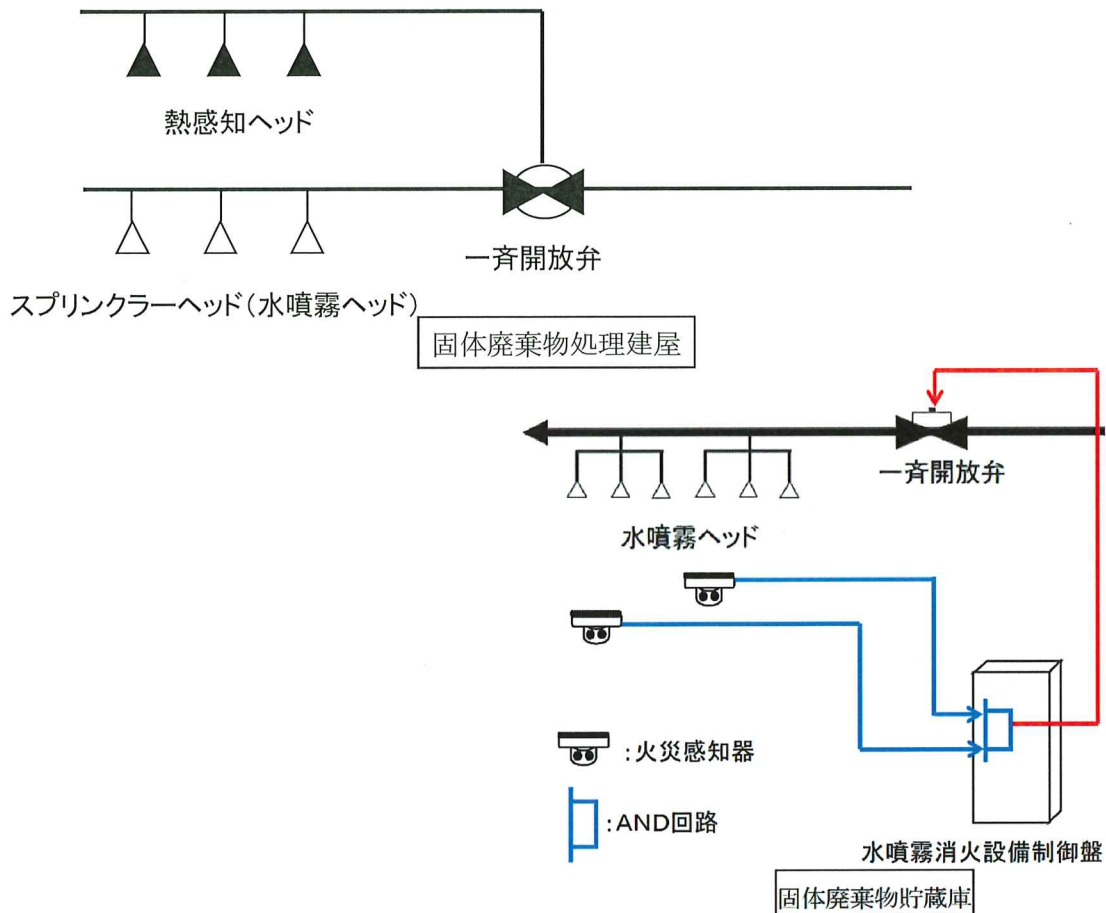 熱感知ヘッド
一斉開放弁
スプリンクラーヘッド(水噴霧ヘッド)
固体廃棄物処理建屋
一斉開放弁
水噴霧ヘッド
:火災感知器
:AND回路
水噴霧消火設備制御盤
固体廃棄物貯蔵庫